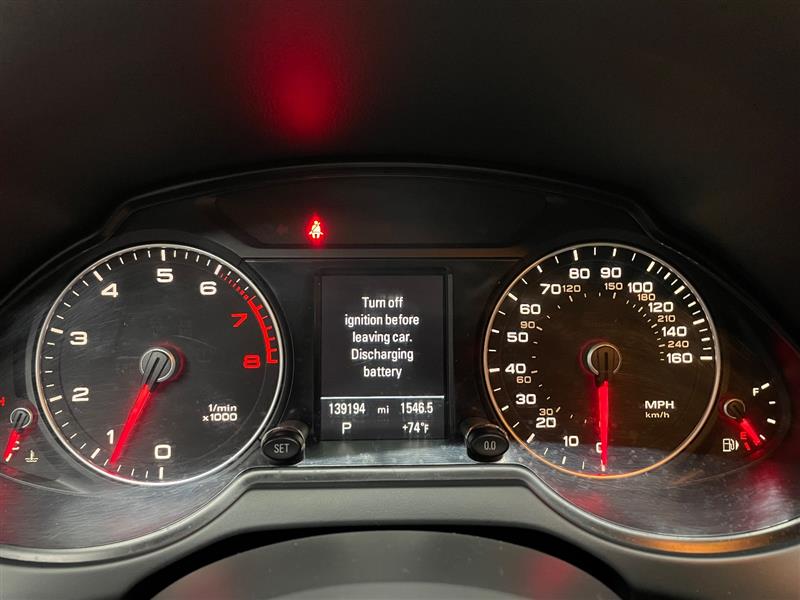 Turn off
ignition before
leaving car.
Discharging
battery
139194 mi 1546.5
P +74°F
0
1
2
3
4
5
6
7
8
1/min
x1000
SET
0.0
0
10
20
30
40
50
60
70
80
90
100
120
140
160
30
60
90
120
150
180
210
240
MPH
km/h
H
F
E